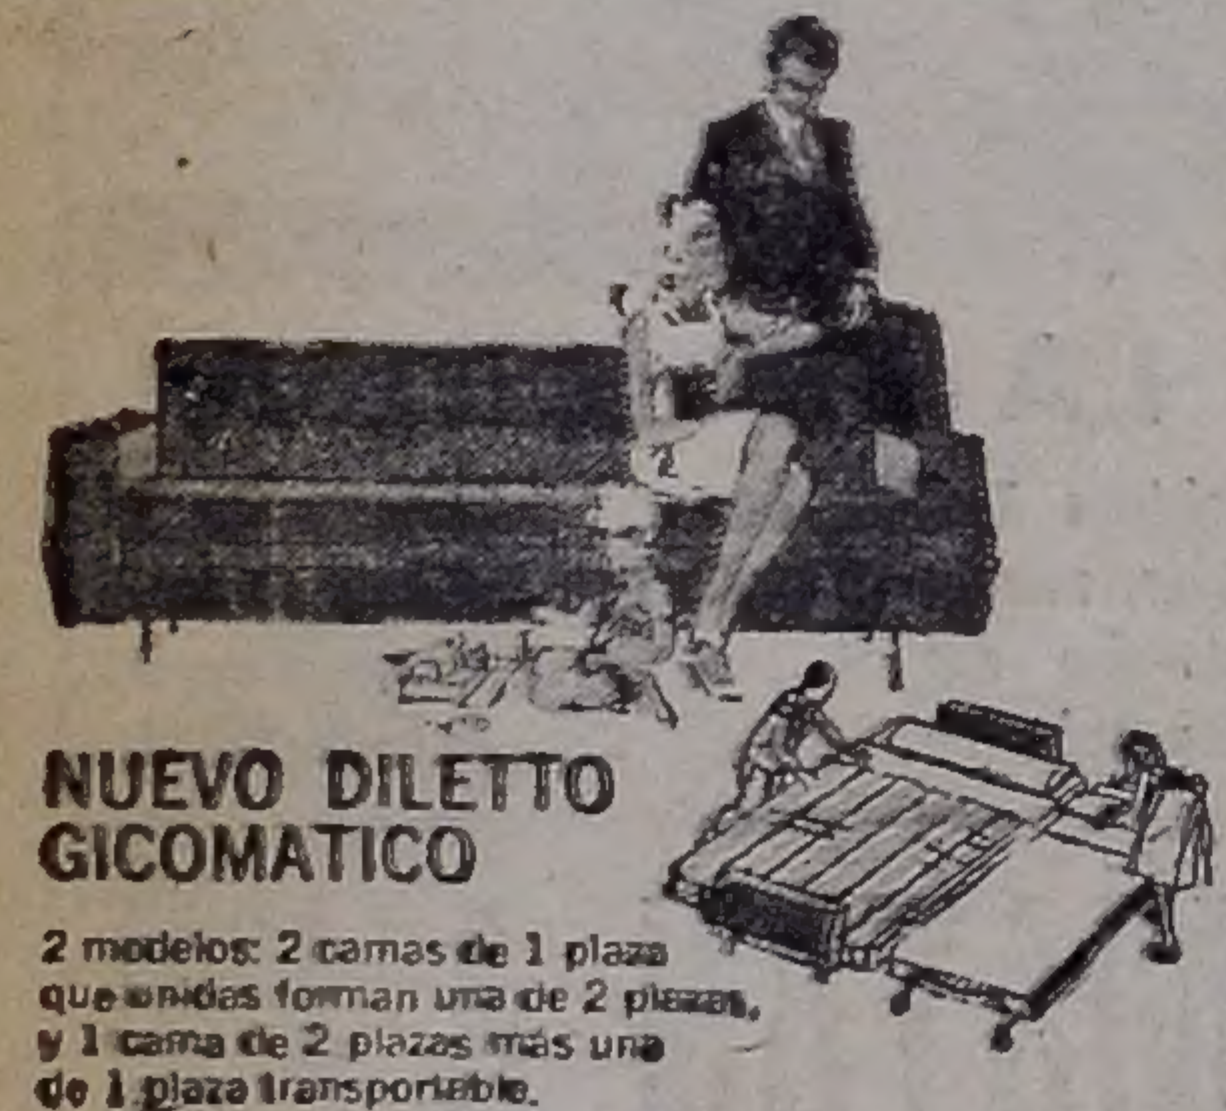 NUEVO DILETTO
GICOMATICO
2 modelos: 2 camas de 1 plaza
que unidas forman una de 2 plazas,
y 1 cama de 2 plazas más una
de 1 plaza transportable.